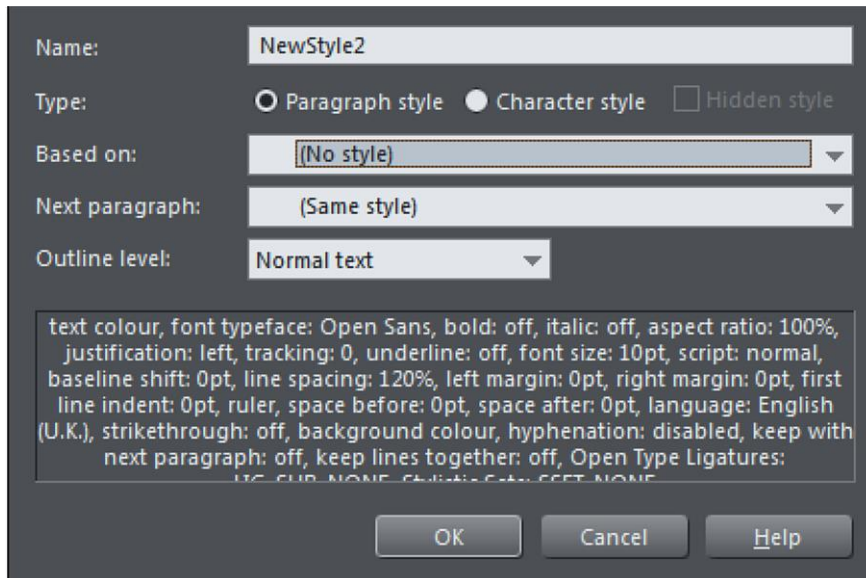 Name: NewStyle2
Type: Paragraph style Character style Hidden style
Based on: (No style)
Next paragraph: (Same style)
Outline level: Normal text
text colour, font typeface: Open Sans, bold: off, italic: off, aspect ratio: 100%,
justification: left, tracking: 0, underline: off, font size: 10pt, script: normal,
baseline shift: 0pt, line spacing: 120%, left margin: 0pt, right margin: 0pt, first
line indent: 0pt, ruler, space before: 0pt, space after: 0pt, language: English
(U.K.), strikethrough: off, background colour, hyphenation: disabled, keep with
next paragraph: off, keep lines together: off, Open Type Ligatures:
OK Cancel Help